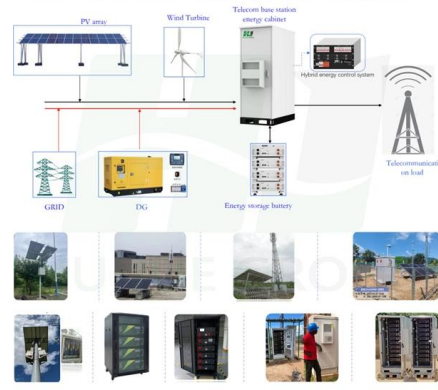 PV array
Wind Turbine
Telecom base station
energy cabinet
Hybrid energy control system
Telecommunicati
on load
GRID
DG
Energy storage battery